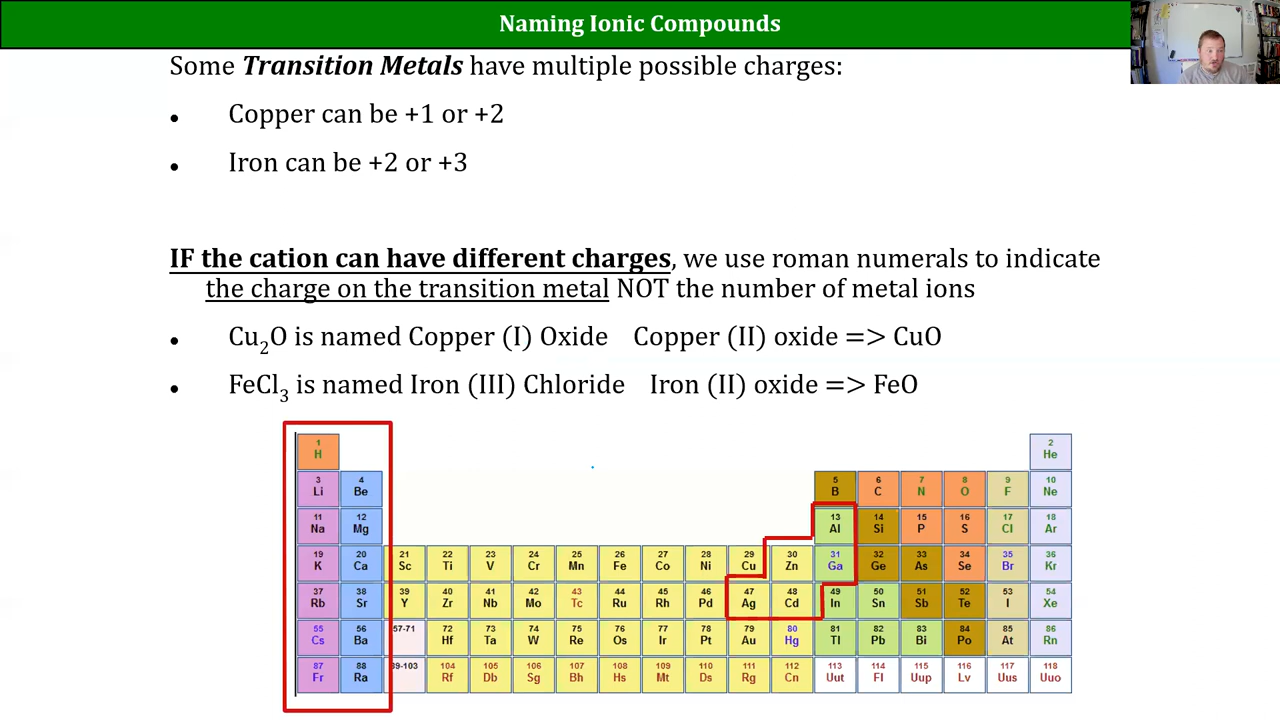 Naming Ionic Compounds
Some Transition Metals have multiple possible charges:
• Copper can be +1 or +2
• Iron can be +2 or +3
IF the cation can have different charges, we use roman numerals to indicate
the charge on the transition metal NOT the number of metal ions
• Cu₂O is named Copper (I) Oxide Copper (II) oxide => CuO
• FeCl₃ is named Iron (III) Chloride Iron (II) oxide => FeO
1 2
H He
3 4 5 6 7 8 9 10
Li Be B C N O F Ne
11 12 13 14 15 16 17 18
Na Mg Al Si P S Cl Ar
19 20 21 22 23 24 25 26 27 28 29 30 31 32 33 34 35 36
K Ca Sc Ti V Cr Mn Fe Co Ni Cu Zn Ga Ge As Se Br Kr
37 38 39 40 41 42 43 44 45 46 47 48 49 50 51 52 53 54
Rb Sr Y Zr Nb Mo Tc Ru Rh Pd Ag Cd In Sn Sb Te I Xe
55 56 57-71 72 73 74 75 76 77 78 79 80 81 82 83 84 85 86
Cs Ba Hf Ta W Re Os Ir Pt Au Hg Tl Pb Bi Po At Rn
87 88 89-103 104 105 106 107 108 109 110 111 112 113 114 115 116 117 118
Fr Ra Rf Db Sg Bh Hs Mt Ds Rg Cn Uut Fl Uup Lv Uus Uuo